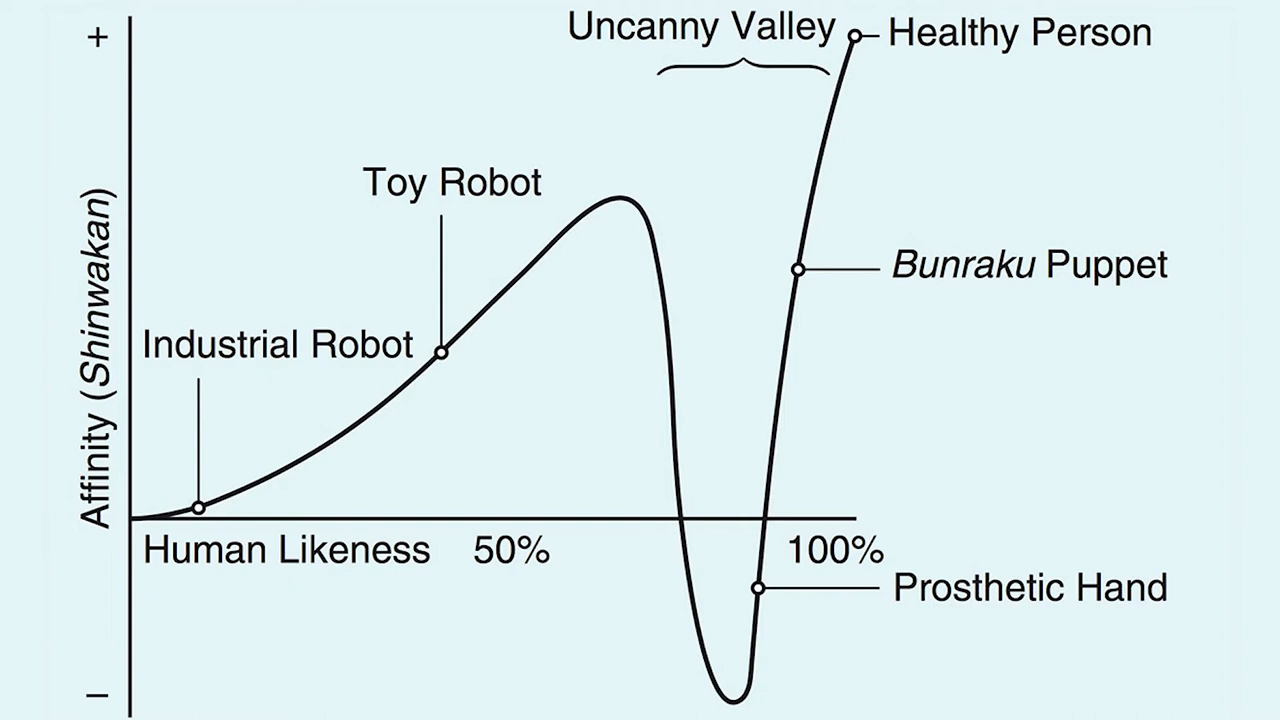 +
Uncanny Valley
Healthy Person
Toy Robot
Bunraku Puppet
Industrial Robot
Affinity (Shinwakan)
Human Likeness 50% 100%
Prosthetic Hand
–